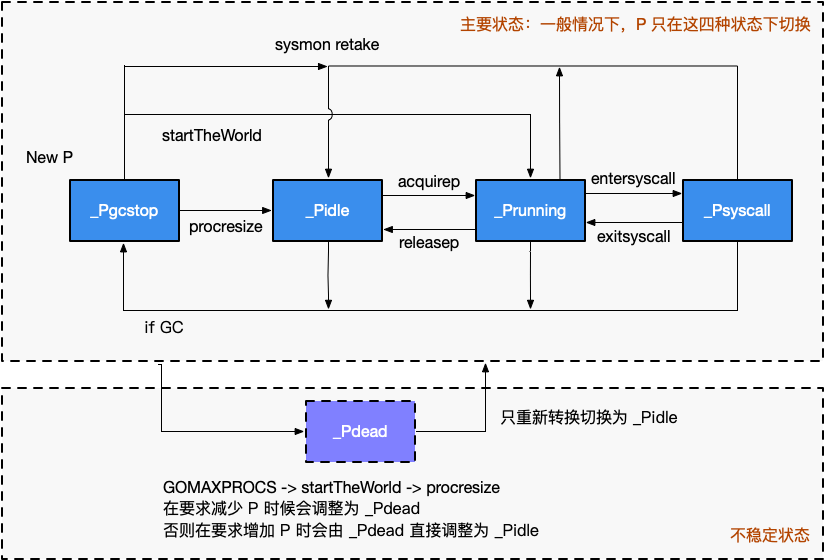 主要状态：一般情况下，P 只在这四种状态下切换
sysmon retake
startTheWorld
New P
_Pgcstop
procresize
_Pidle
acquirep
releasep
_Prunning
entersyscall
exitsyscall
_Psyscall
if GC
_Pdead
只重新转换切换为 _Pidle
GOMAXPROCS -> startTheWorld -> procresize
在要求减少 P 时候会调整为 _Pdead
否则在要求增加 P 时会由 _Pdead 直接调整为 _Pidle
不稳定状态